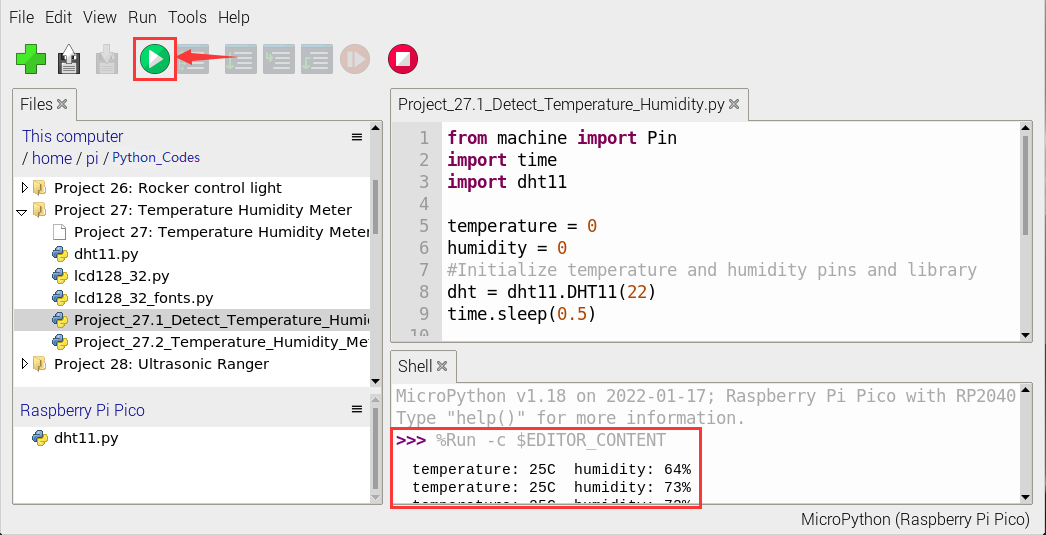 File Edit View Run Tools Help
Files
This computer
/ home / pi / Python_Codes
Project 26: Rocker control light
Project 27: Temperature Humidity Meter
Project 27: Temperature Humidity Meter
dht11.py
lcd128_32.py
lcd128_32_fonts.py
Project_27.1_Detect_Temperature_Humi
Project_27.2_Temperature_Humidity_Me
Project 28: Ultrasonic Ranger
Raspberry Pi Pico
dht11.py
Project_27.1_Detect_Temperature_Humidity.py
1 from machine import Pin
2 import time
3 import dht11
4
5 temperature = 0
6 humidity = 0
7 #Initialize temperature and humidity pins and library
8 dht = dht11.DHT11(22)
9 time.sleep(0.5)
10
Shell
MicroPython v1.18 on 2022-01-17; Raspberry Pi Pico with RP2040
Type "help()" for more information.
>>> %Run -c $EDITOR_CONTENT
temperature: 25C humidity: 64%
temperature: 25C humidity: 73%
temperature: 25C humidity: 73%
MicroPython (Raspberry Pi Pico)